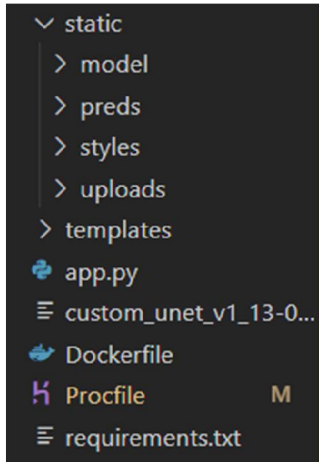 static
model
preds
styles
uploads
templates
app.py
custom_unet_v1_13-0...
Dockerfile
Procfile M
requirements.txt